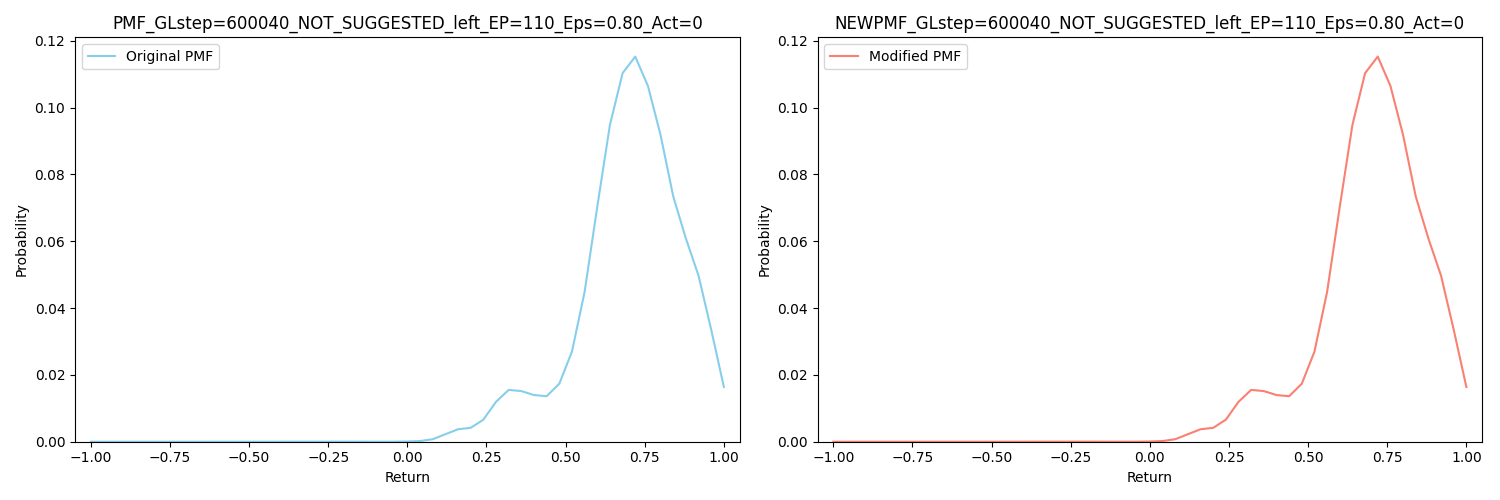 PMF_GLstep=600040_NOT_SUGGESTED_left_EP=110_Eps=0.80_Act=0
Original PMF
Probability
0.12
0.10
0.08
0.06
0.04
0.02
0.00
−1.00 −0.75 −0.50 −0.25 0.00 0.25 0.50 0.75 1.00
Return
NEWPMF_GLstep=600040_NOT_SUGGESTED_left_EP=110_Eps=0.80_Act=0
Modified PMF
Probability
0.12
0.10
0.08
0.06
0.04
0.02
0.00
−1.00 −0.75 −0.50 −0.25 0.00 0.25 0.50 0.75 1.00
Return